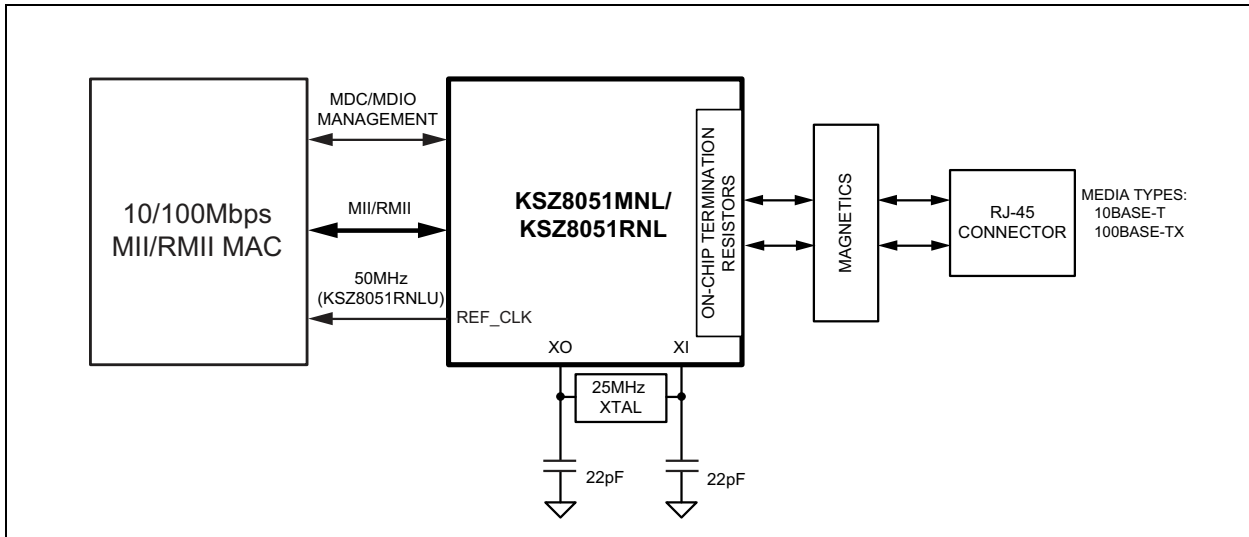 10/100Mbps
MII/RMII MAC
MDC/MDIO
MANAGEMENT
MII/RMII
50MHz
(KSZ8051RNLU)
REF_CLK
KSZ8051MNL/
KSZ8051RNL
XO
XI
ON-CHIP TERMINATION
RESISTORS
25MHz
XTAL
22pF
22pF
MAGNETICS
RJ-45
CONNECTOR
MEDIA TYPES:
10BASE-T
100BASE-TX